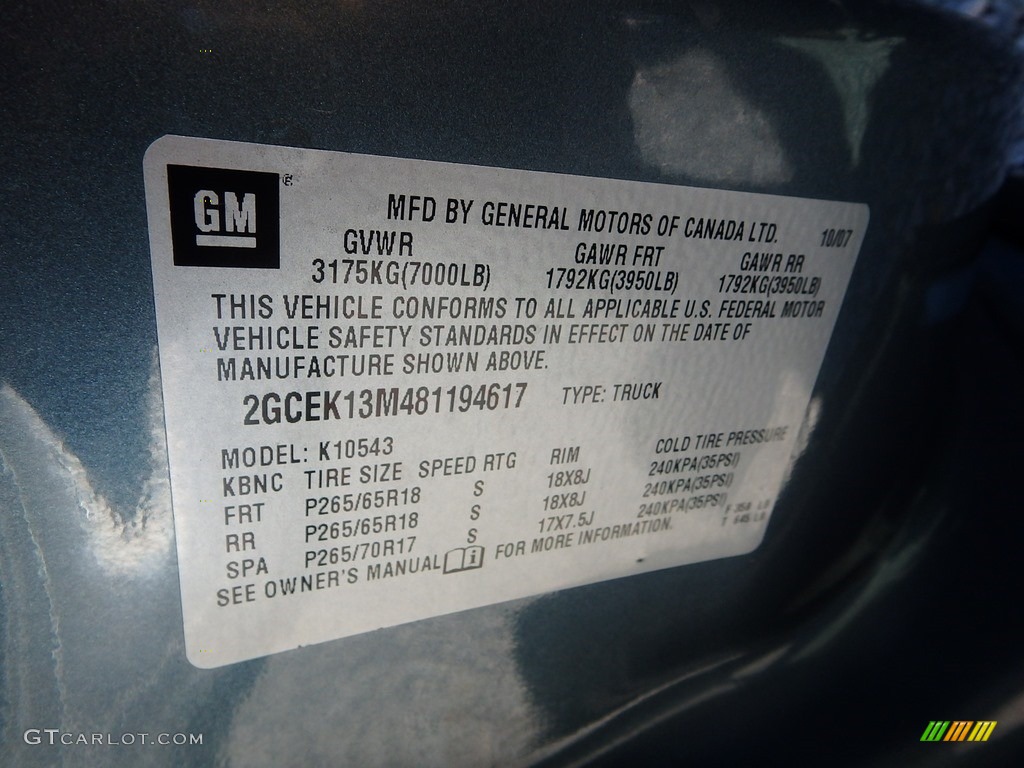 GM
MFD BY GENERAL MOTORS OF CANADA LTD. 10/07
GVWR GAWR FRT GAWR RR
3175KG(7000LB) 1792KG(3950LB) 1792KG(3950LB)
THIS VEHICLE CONFORMS TO ALL APPLICABLE U.S. FEDERAL MOTOR
VEHICLE SAFETY STANDARDS IN EFFECT ON THE DATE OF
MANUFACTURE SHOWN ABOVE.
2GCEK13M481194617 TYPE: TRUCK
MODEL: K10543
KBNC TIRE SIZE SPEED RTG RIM COLD TIRE PRESSURE
FRT P265/65R18 S 18X8J 240KPA(35PSI)
RR P265/65R18 S 18X8J 240KPA(35PSI)
SPA P265/70R17 S 17X7.5J 240KPA(35PSI)
SEE OWNER'S MANUAL FOR MORE INFORMATION.
GTCARLOT.COM